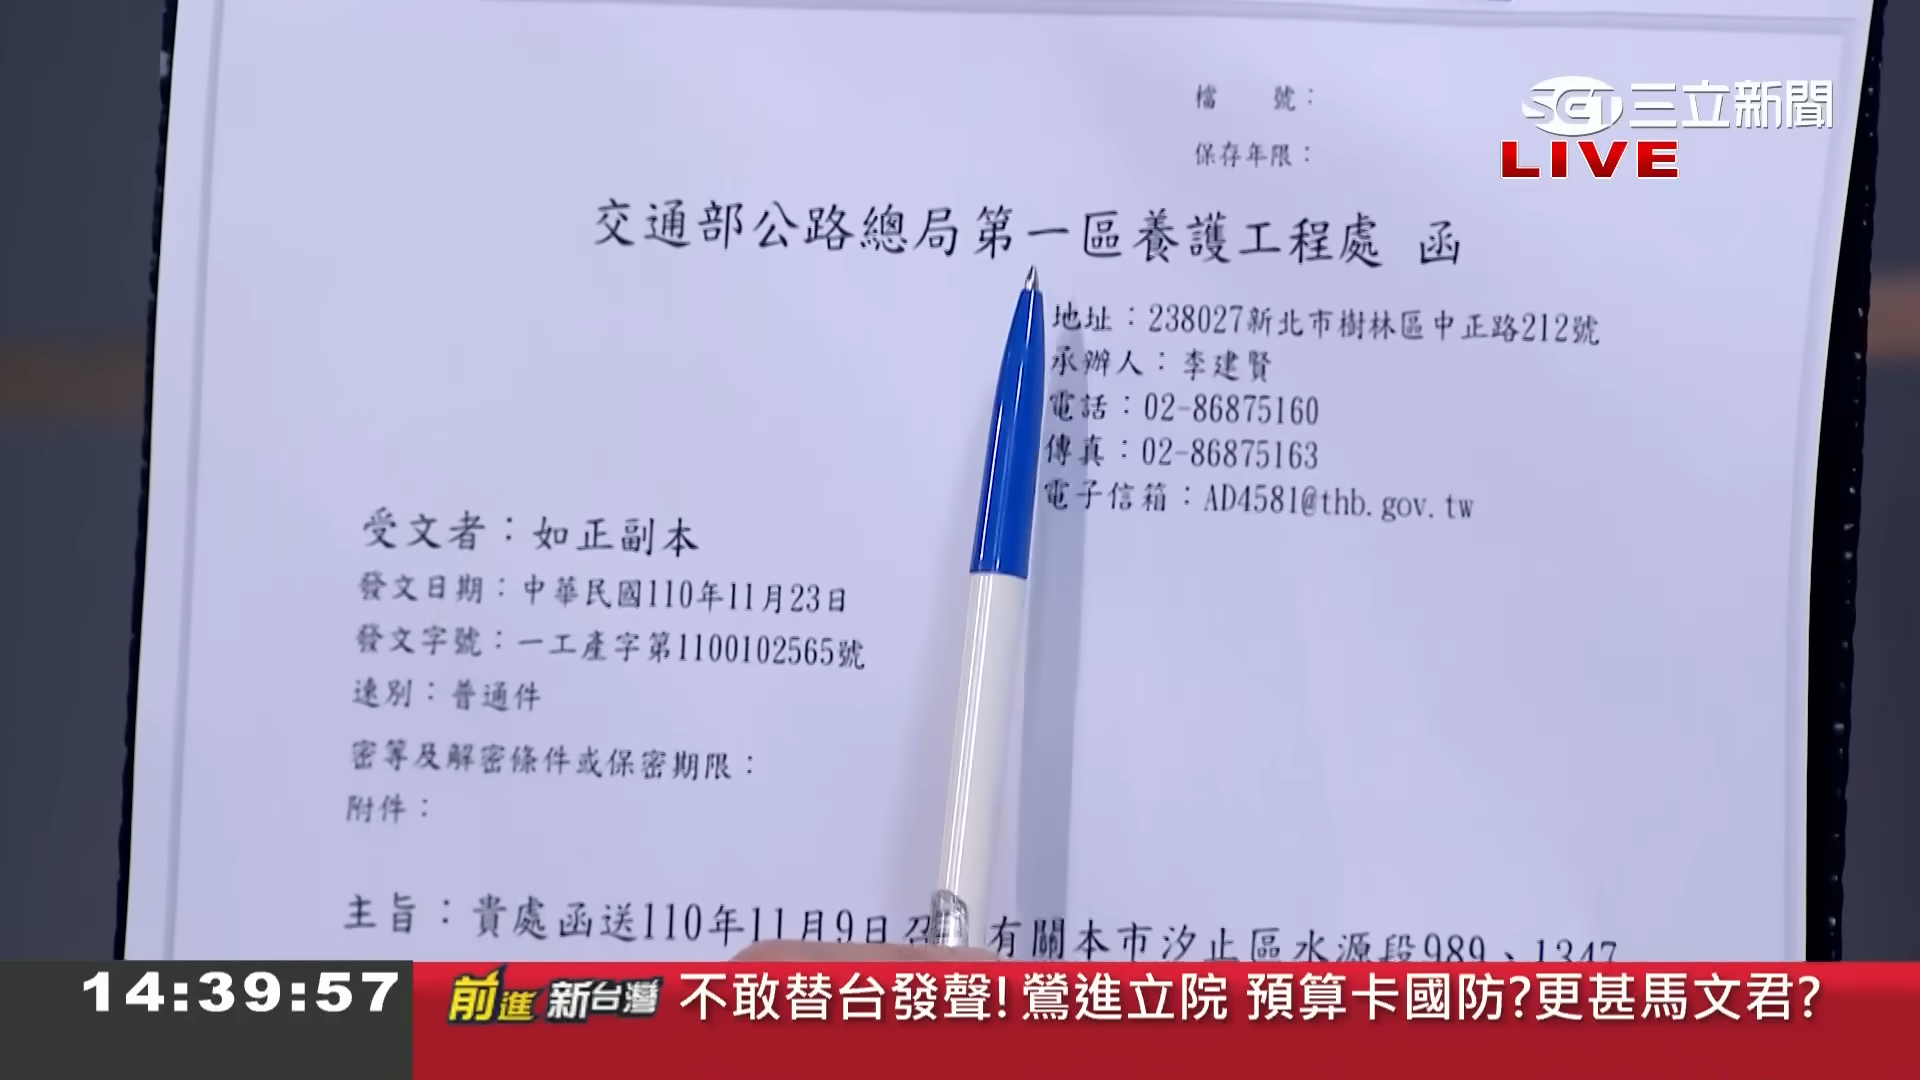 檔 號：
SET三立新聞
LIVE
保存年限：
交通部公路總局第一區養護工程處 函
地址：238027新北市樹林區中正路212號
承辦人：李建賢
電話：02-86875160
傳真：02-86875163
電子信箱：AD4581@thb.gov.tw
受文者：如正副本
發文日期：中華民國110年11月23日
發文字號：一工產字第1100102565號
速別：普通件
密等及解密條件或保密期限：
附件：
主旨：貴處函送110年11月9日召 有關本市汐止區水源段989、1347
14:39:57
前進新台灣 不敢替台發聲!鶯進立院 預算卡國防?更甚馬文君?